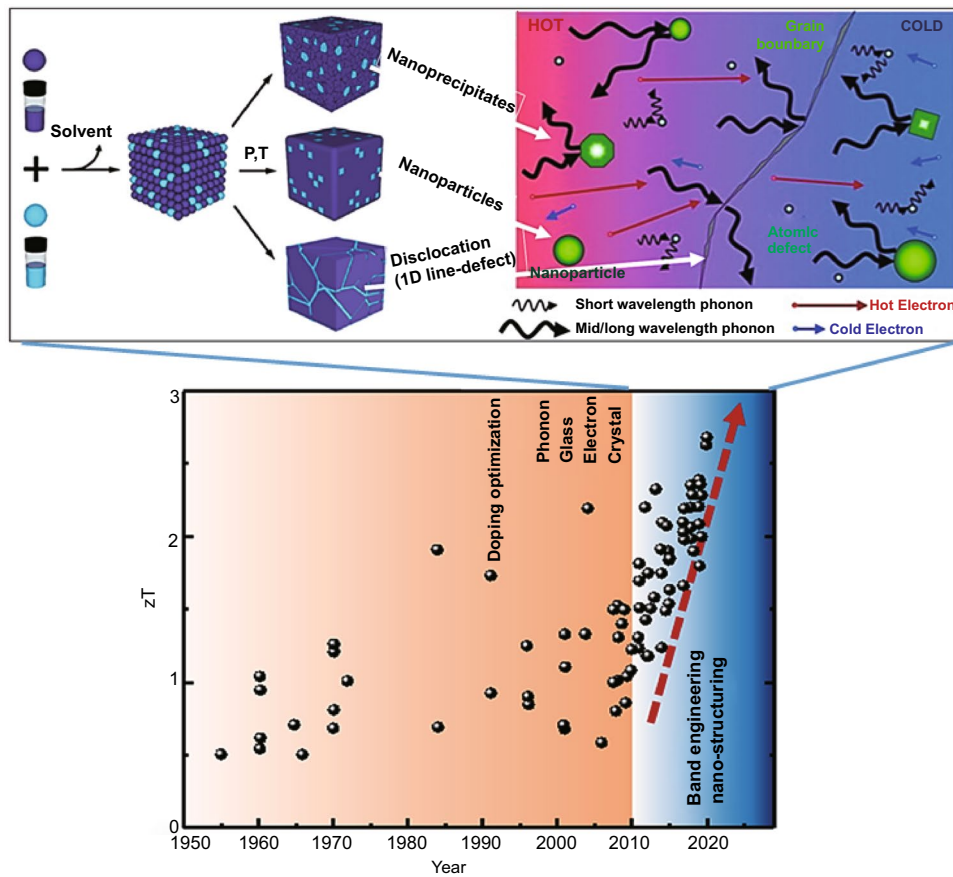 Solvent
P,T
Nanoprecipitates
Nanoparticles
Disclocation
(1D line-defect)
HOT
Grain
bounbary
COLD
Atomic
defect
Nanoparticle
Short wavelength phonon
Hot Electron
Mid/long wavelength phonon
Cold Electron
3
2
1
0
zT
Doping optimization
Phonon
Glass
Electron
Crystal
Band engineering
nano-structuring
1950 1960 1970 1980 1990 2000 2010 2020
Year